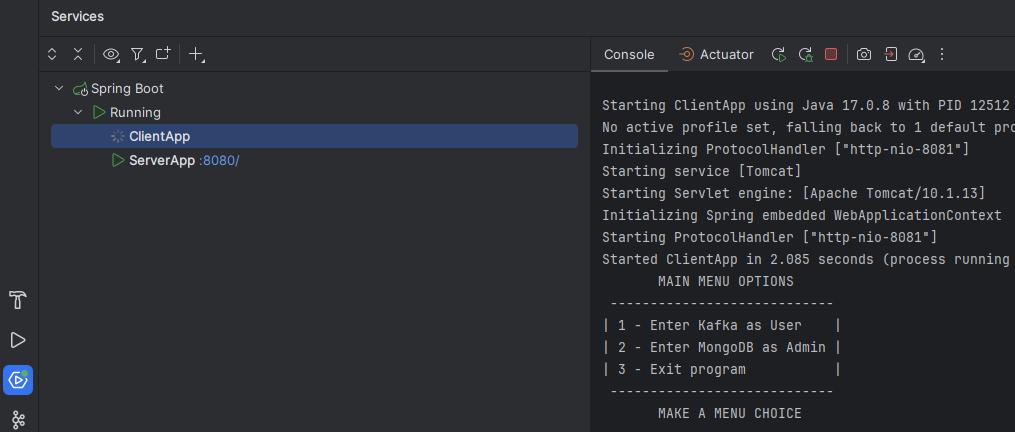 Services
Spring Boot
Running
ClientApp
ServerApp :8080/
Console Actuator
Starting ClientApp using Java 17.0.8 with PID 12512
No active profile set, falling back to 1 default pro
Initializing ProtocolHandler ["http-nio-8081"]
Starting service [Tomcat]
Starting Servlet engine: [Apache Tomcat/10.1.13]
Initializing Spring embedded WebApplicationContext
Starting ProtocolHandler ["http-nio-8081"]
Started ClientApp in 2.085 seconds (process running
MAIN MENU OPTIONS
----------------------------
| 1 - Enter Kafka as User |
| 2 - Enter MongoDB as Admin |
| 3 - Exit program |
----------------------------
MAKE A MENU CHOICE